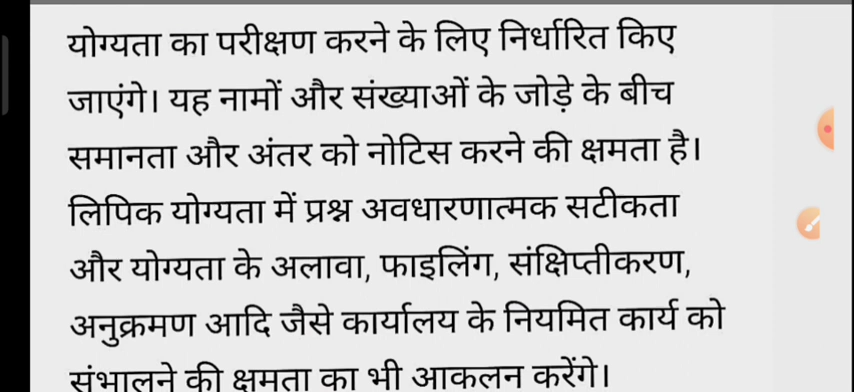 योग्यता का परीक्षण करने के लिए निर्धारित किए
जाएंगे। यह नामों और संख्याओं के जोड़े के बीच
समानता और अंतर को नोटिस करने की क्षमता है।
लिपिक योग्यता में प्रश्न अवधारणात्मक सटीकता
और योग्यता के अलावा, फाइलिंग, संक्षिप्तीकरण,
अनुक्रमण आदि जैसे कार्यालय के नियमित कार्य को
संभालने की क्षमता का भी आकलन करेंगे।